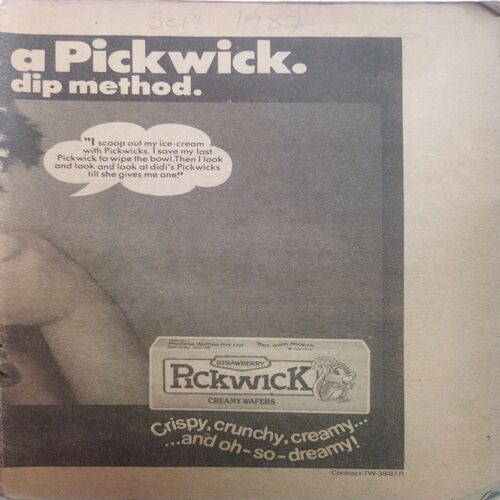 Sept 1987
a Pickwick.
dip method.
"I scoop out my ice-cream
with Pickwicks. I save my last
Pickwick to wipe the bowl. Then I look
and look and look at didi's Pickwicks
till she gives me one."
STRAWBERRY
PICKWICK
CREAMY WAFERS
Crispy, crunchy, creamy...
...and oh-so-dreamy!
Contract-TW-38/87 R